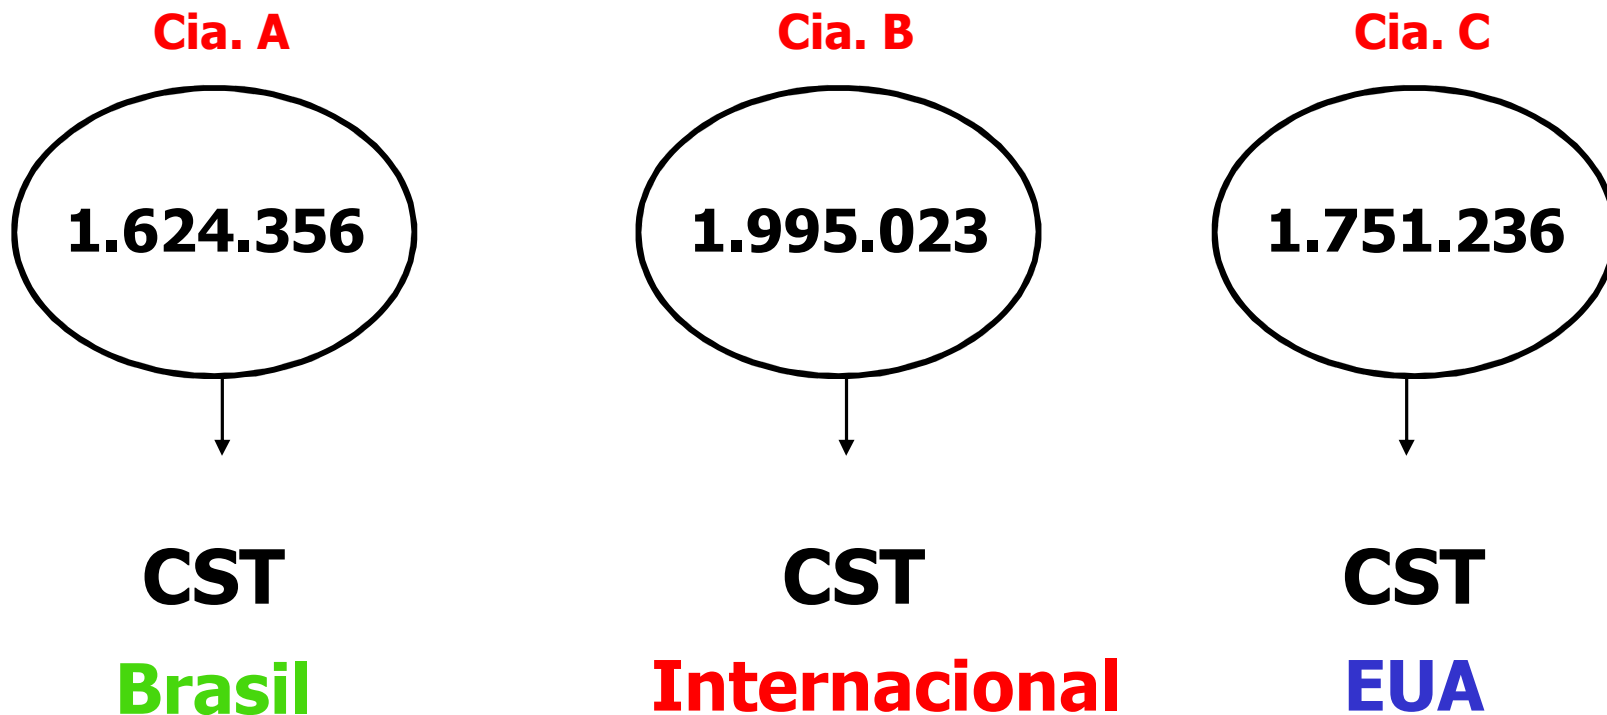 Cia. A
Cia. B
Cia. C
1.624.356
1.995.023
1.751.236
CST
CST
CST
Brasil
Internacional
EUA